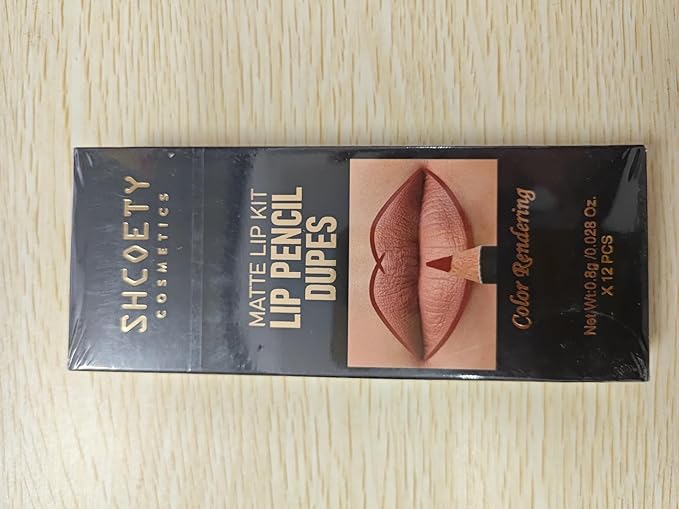 SHCOETY
COSMETICS
MATTE LIP KIT
LIP PENCIL
DUPES
Color Rendering
Net Wt:0.8g /0.028 Oz.
X 12 PCS